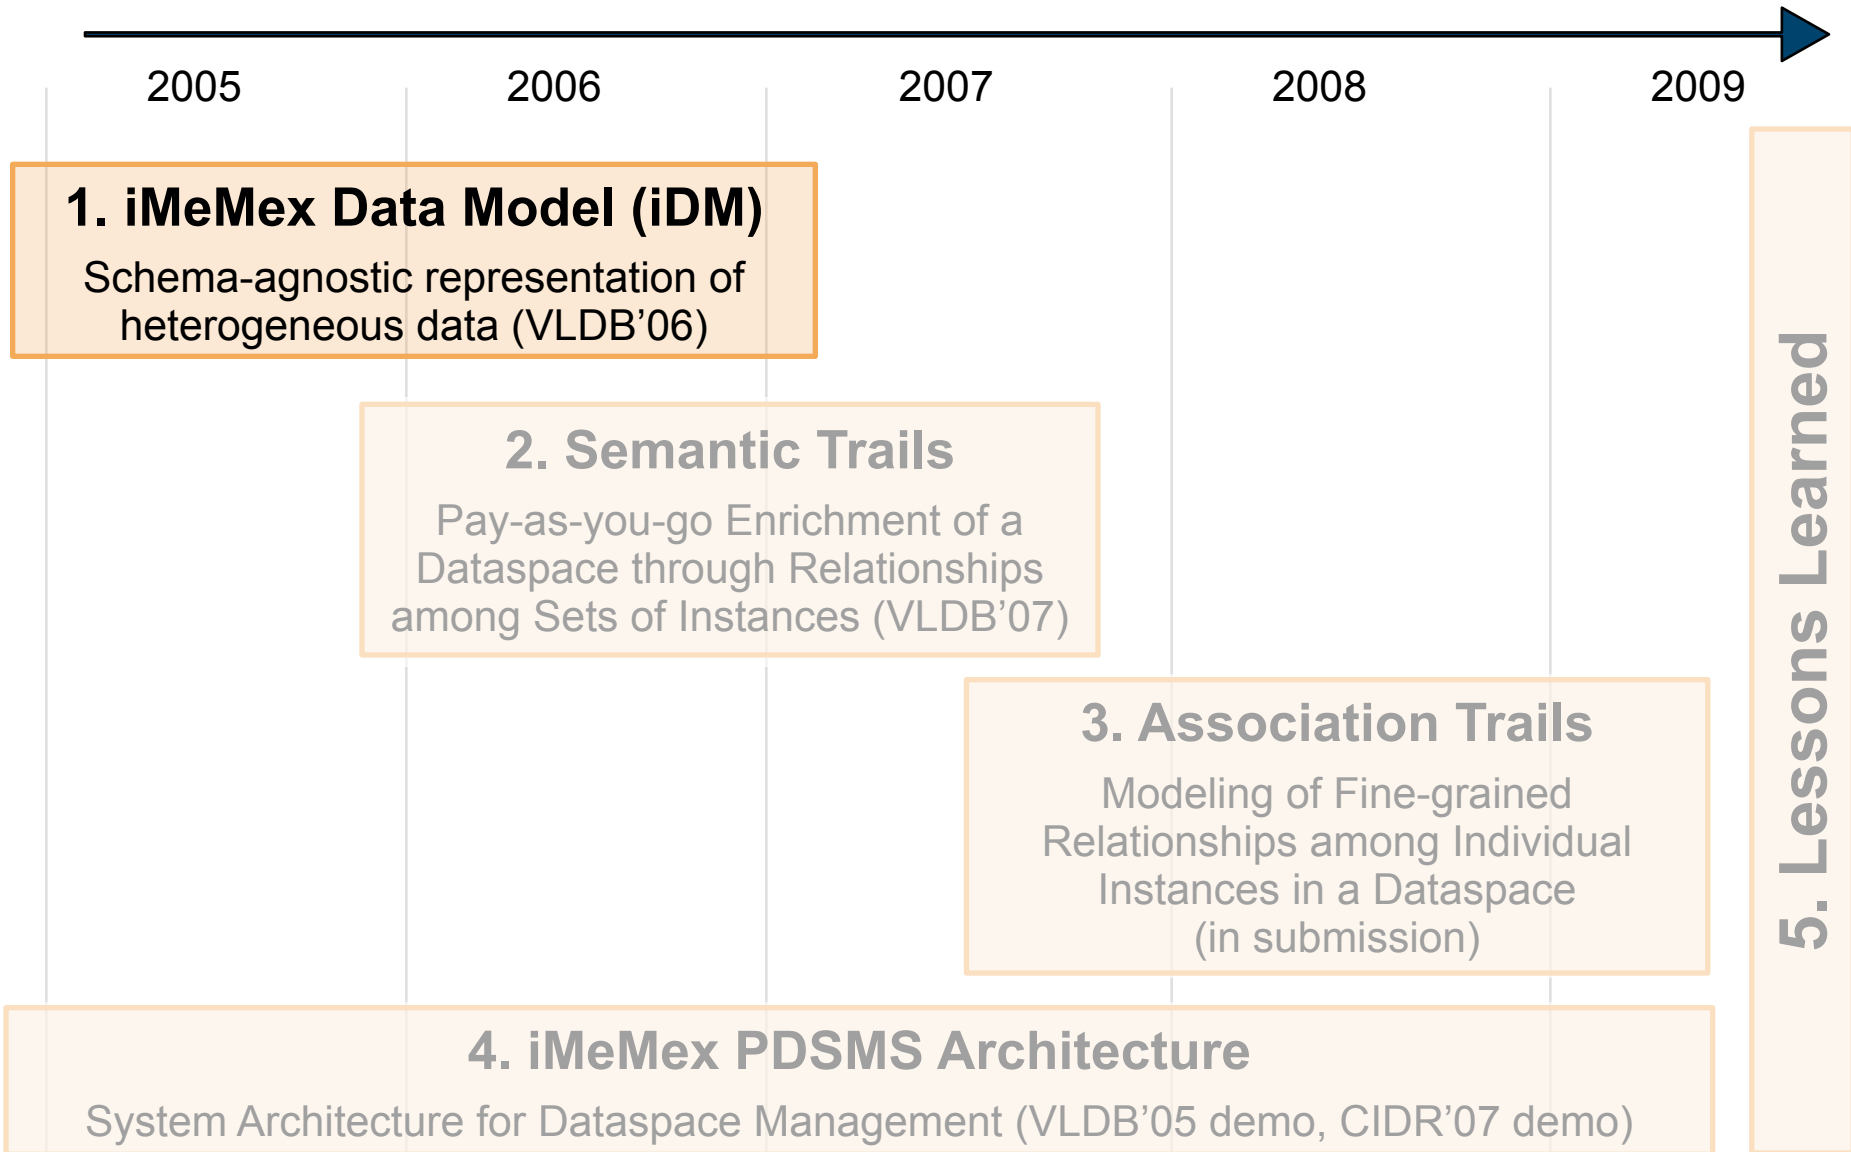 2005 2006 2007 2008 2009
1. iMeMex Data Model (iDM)
Schema-agnostic representation of
heterogeneous data (VLDB’06)
2. Semantic Trails
Pay-as-you-go Enrichment of a
Dataspace through Relationships
among Sets of Instances (VLDB’07)
3. Association Trails
Modeling of Fine-grained
Relationships among Individual
Instances in a Dataspace
(in submission)
4. iMeMex PDSMS Architecture
System Architecture for Dataspace Management (VLDB’05 demo, CIDR’07 demo)
5. Lessons Learned